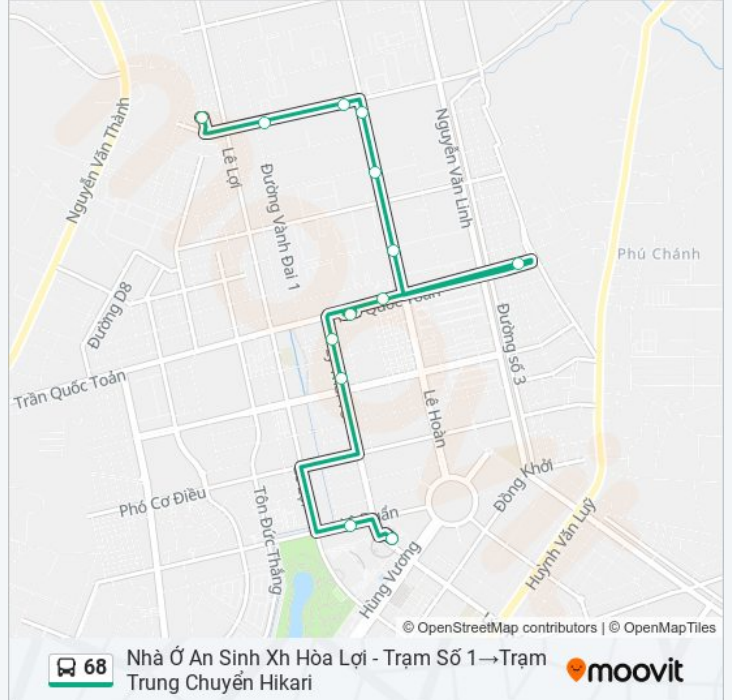 Nguyễn Văn Thành
Lê Lợi
Đường Vành Đai 1
Nguyễn Văn Linh
Phú Chánh
Đường D8
Quốc Toản
Đường số 3
Trần Quốc Toản
Lê Hoàn
Phó Cơ Điều
Tôn Đức Thắng
Đồng Khởi
Huỳnh Văn Luỹ
Hùng Vương
© OpenStreetMap contributors | © OpenMapTiles
68
Nhà Ở An Sinh Xh Hòa Lợi - Trạm Số 1→Trạm
Trung Chuyển Hikari
moovit